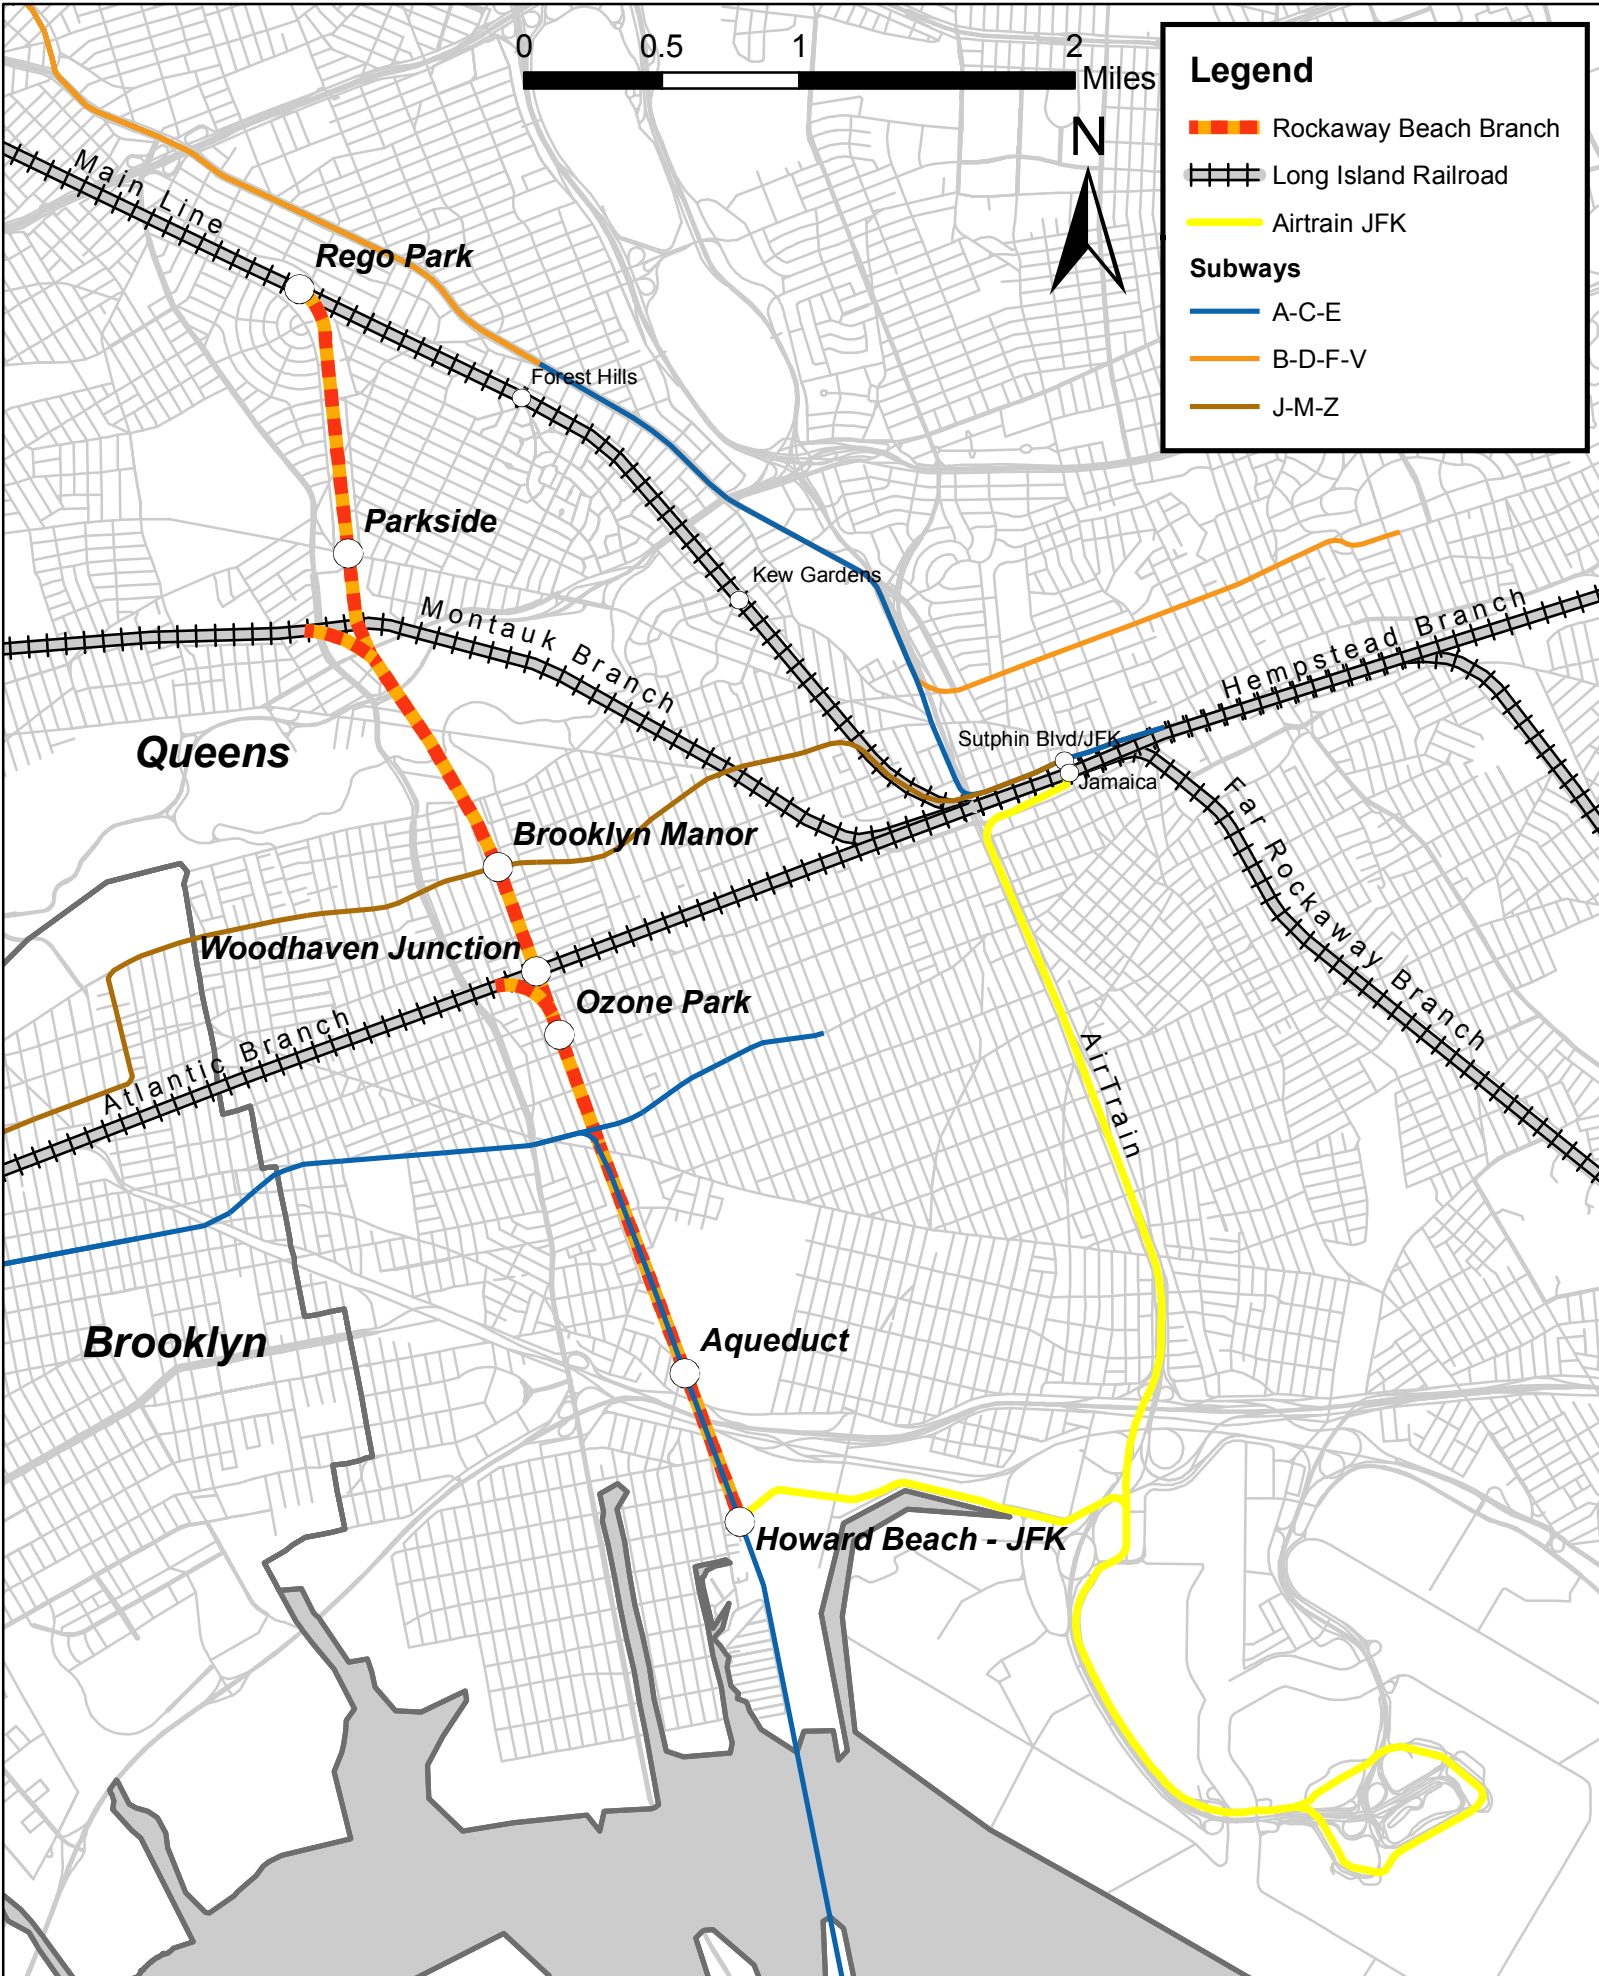 0 0.5 1 2
Miles
N
Legend
Rockaway Beach Branch
Long Island Railroad
Airtrain JFK
Subways
A-C-E
B-D-F-V
J-M-Z
Main Line
Rego Park
Forest Hills
Parkside
Kew Gardens
Montauk Branch
Hempstead Branch
Queens
Sutphin Blvd/JFK
Jamaica
Far Rockaway Branch
Brooklyn Manor
Woodhaven Junction
Ozone Park
Atlantic Branch
AirTrain
Brooklyn
Aqueduct
Howard Beach - JFK